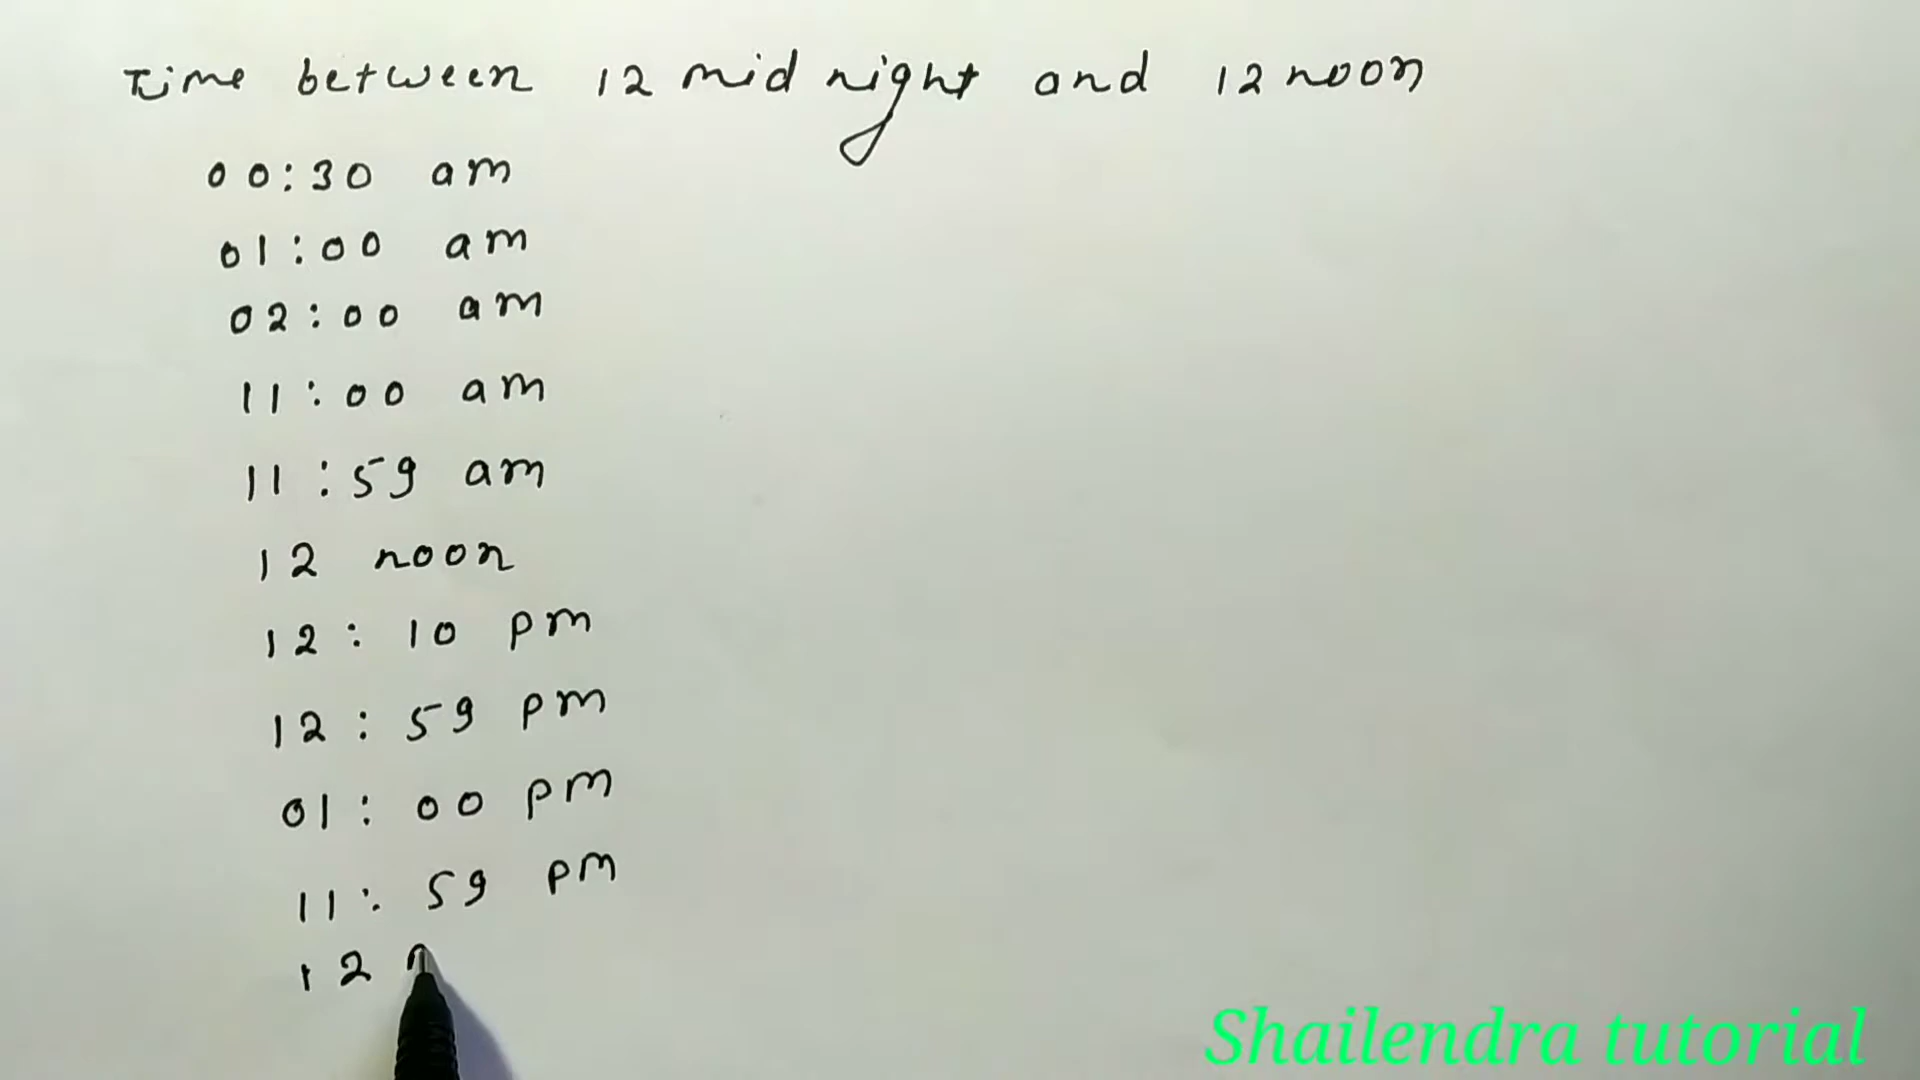 Time between 12 mid night and 12 noon
00:30 am
01:00 am
02:00 am
11:00 am
11:59 am
12 noon
12:10 pm
12:59 pm
01:00 pm
11:59 pm
12
Shailendra tutorial